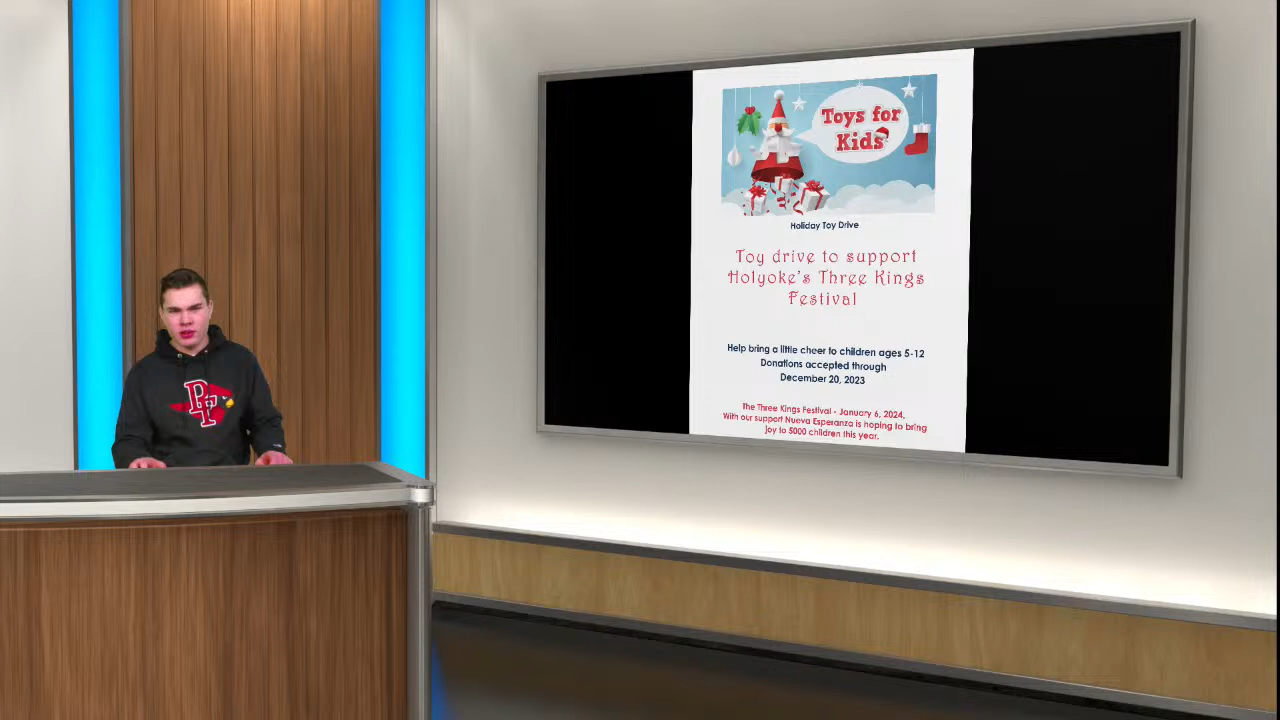 Toys for
Kids
Holiday Toy Drive
Toy drive to support
Holyoke's Three Kings
Festival
Help bring a little cheer to children ages 5-12
Donations accepted through
December 20, 2023
The Three Kings Festival - January 6, 2024,
With our support Nueva Esperanza is hoping to bring
joy to 5000 children this year.
PF